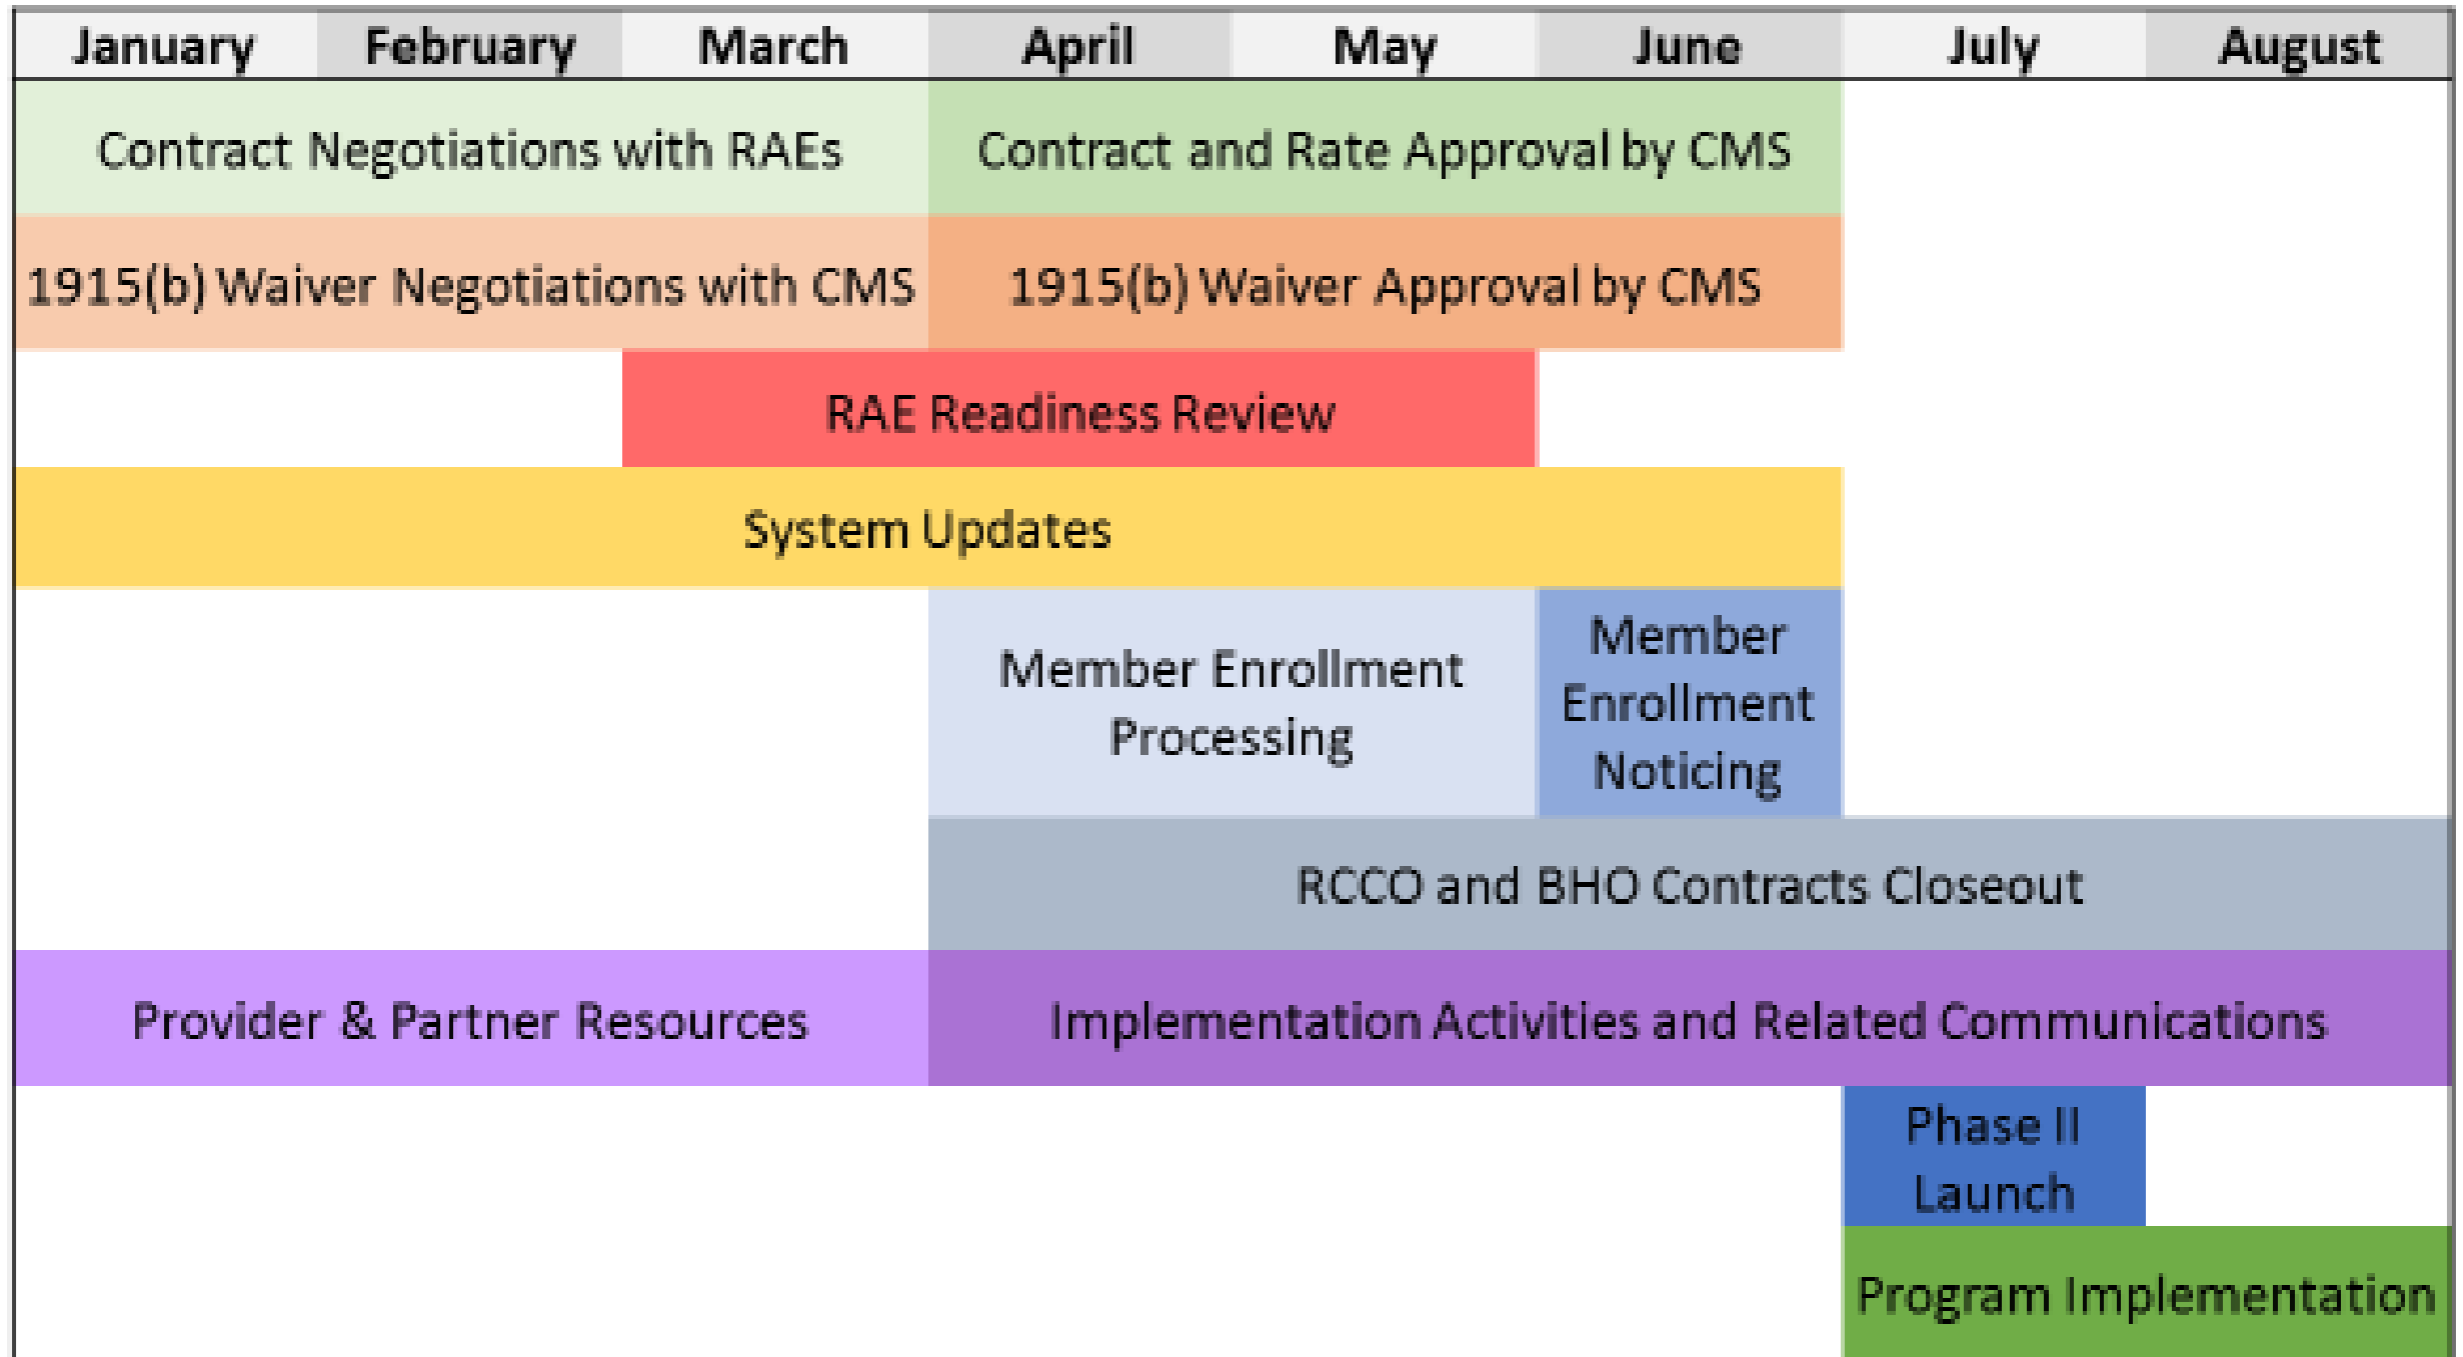 January February March April May June July August
Contract Negotiations with RAEs Contract and Rate Approval by CMS
1915(b) Waiver Negotiations with CMS 1915(b) Waiver Approval by CMS
RAE Readiness Review
System Updates
Member Enrollment
Processing
Member
Enrollment
Noticing
RCCO and BHO Contracts Closeout
Provider & Partner Resources Implementation Activities and Related Communications
Phase II
Launch
Program Implementation